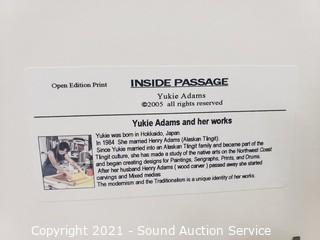 Open Edition Print
INSIDE PASSAGE
Yukie Adams
©2005 all rights reserved
Yukie Adams and her works
Yukie was born in Hokkaido, Japan.
In 1984 She married Henry Adams (Alaskan Tlingit).
Since Yukie married into an Alaskan Tlingit family and became part of the
Tlingit culture, she has made a study of the native arts on the Northwest Coast
and began creating designs for Paintings, Serigraphs, Prints, and Drums.
After her husband Henry Adams ( wood carver ) passed away she started
carvings and Mixed medias.
The modernism and the Traditionalism is a unique identity of her works.
Copyright 2021 - Sound Auction Service